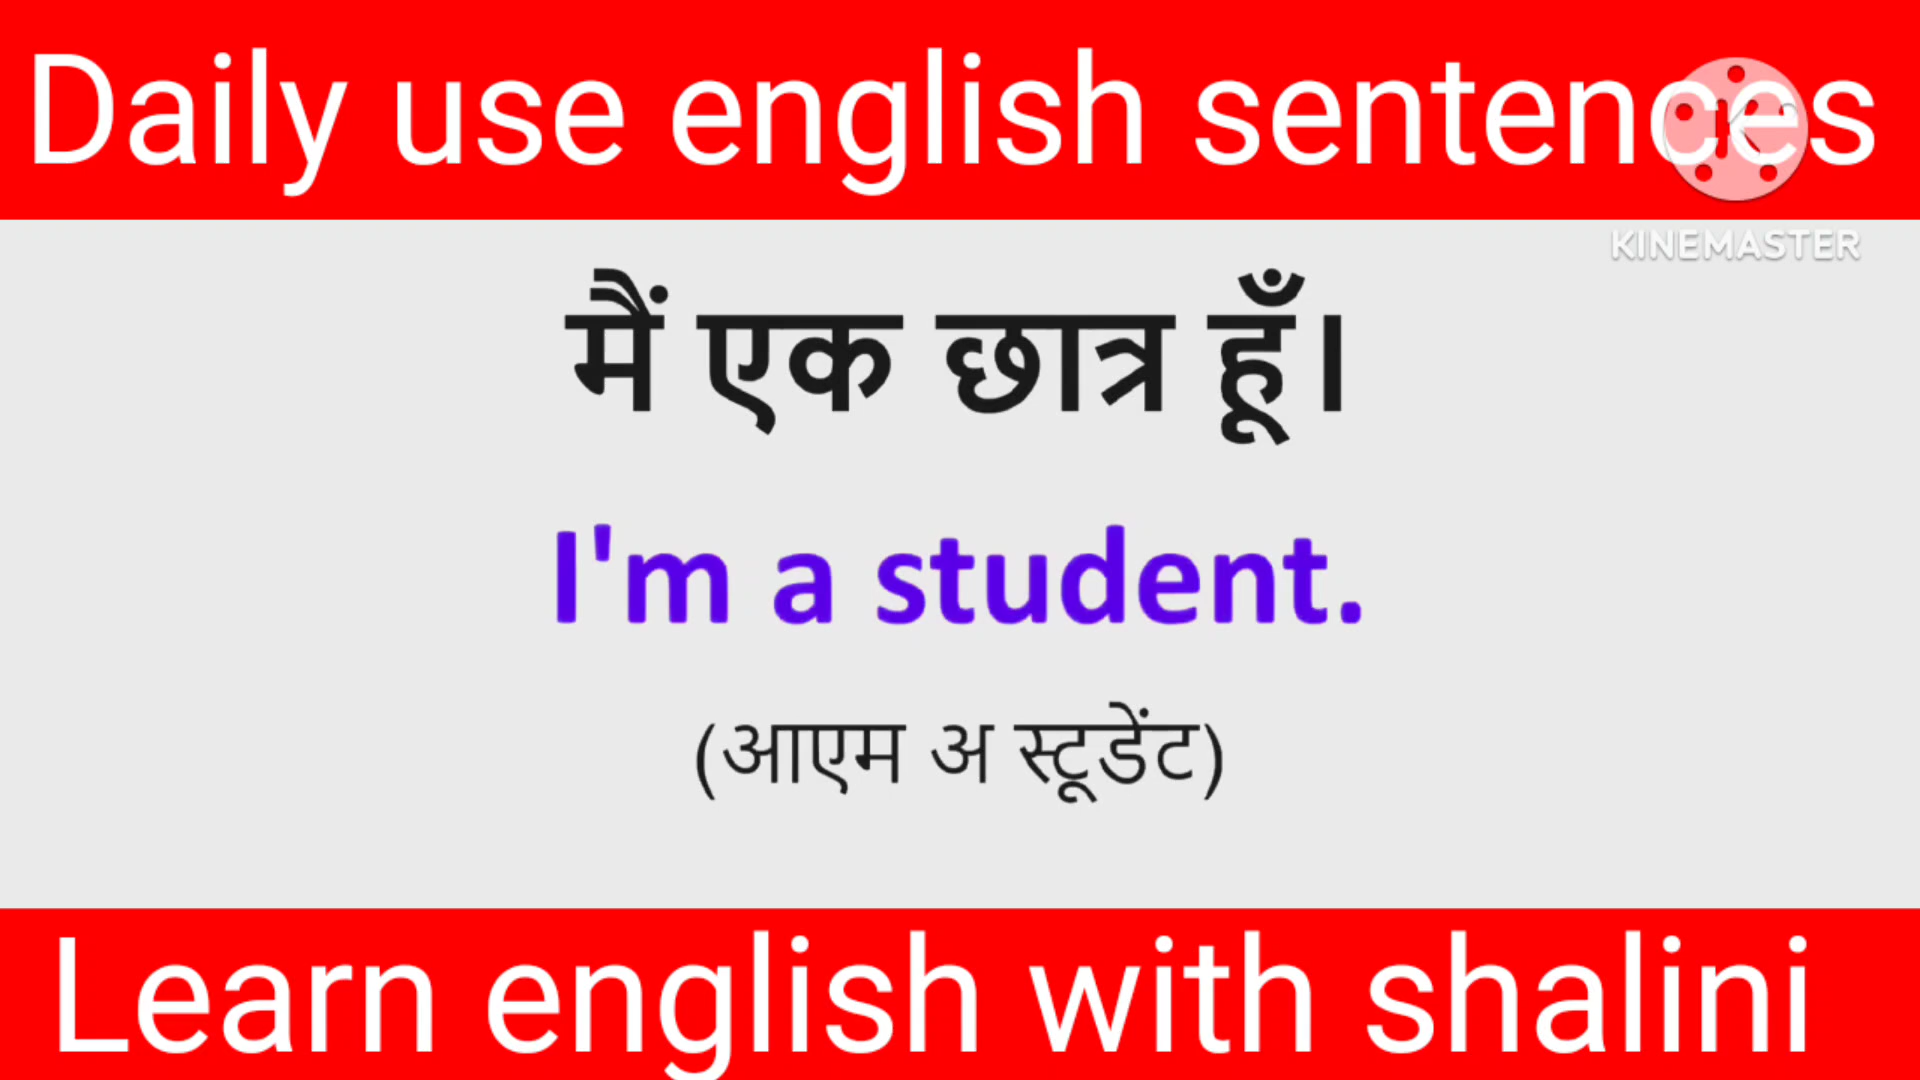 Daily use english sentences
KINEMASTER
मैं एक छात्र हूँ।
I'm a student.
(आएम अ स्टूडेंट)
Learn english with shalini